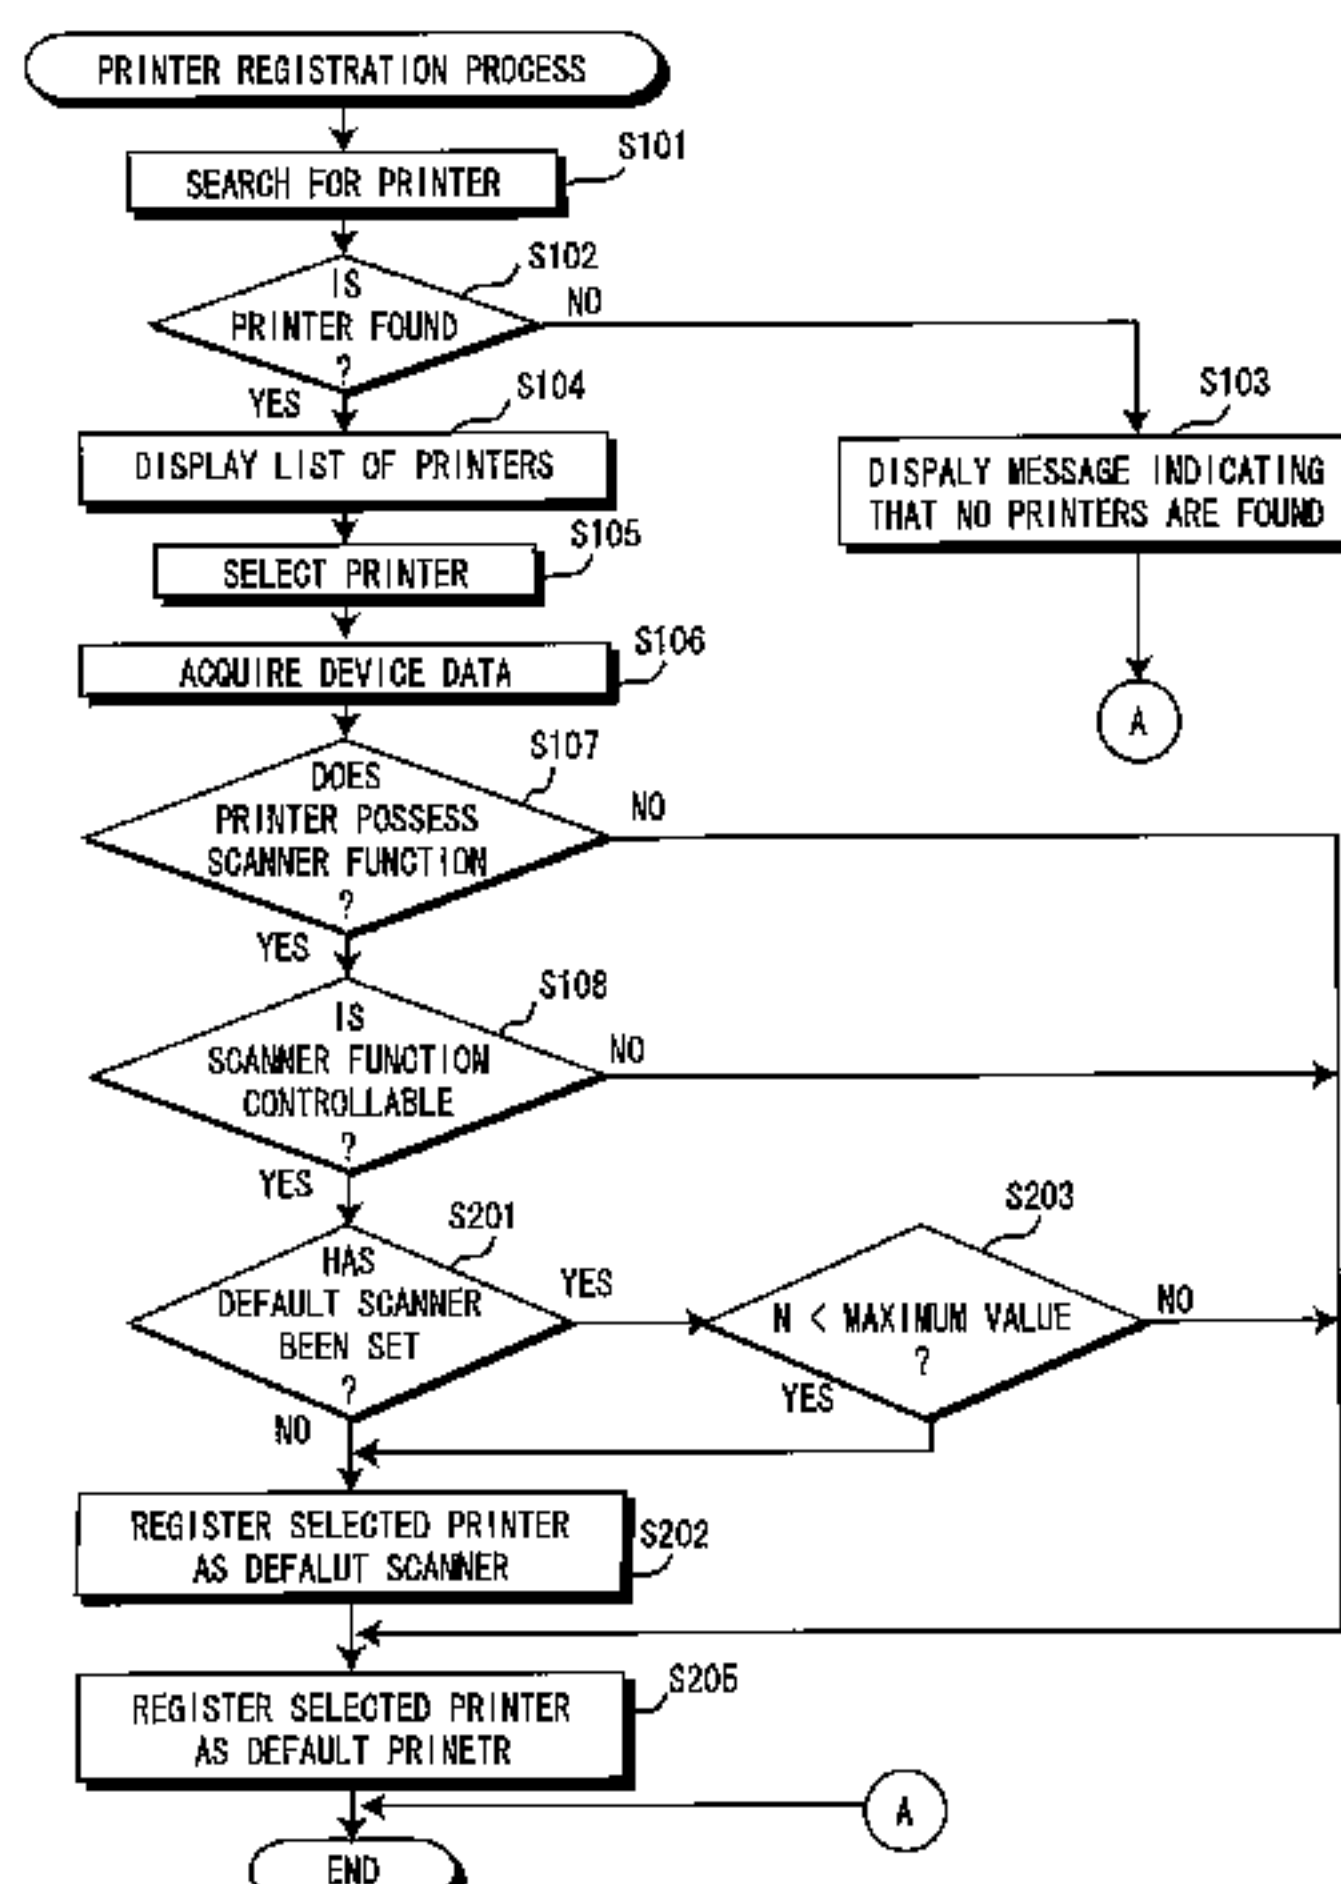 PRINTER REGISTRATION PROCESS
S101
SEARCH FOR PRINTER
S102
IS
PRINTER FOUND
?
NO
YES
S104
S103
DISPLAY LIST OF PRINTERS
DISPALY MESSAGE INDICATING
THAT NO PRINTERS ARE FOUND
S105
SELECT PRINTER
S106
ACQUIRE DEVICE DATA
A
S107
DOES
PRINTER POSSESS
SCANNER FUNCTION
?
NO
YES
S108
IS
SCANNER FUNCTION
CONTROLLABLE
?
NO
YES
S201
HAS
DEFAULT SCANNER
BEEN SET
?
YES
NO
S203
N < MAXIMUM VALUE
?
NO
YES
REGISTER SELECTED PRINTER
AS DEFALUT SCANNER
S202
S205
REGISTER SELECTED PRINTER
AS DEFAULT PRINETR
A
END